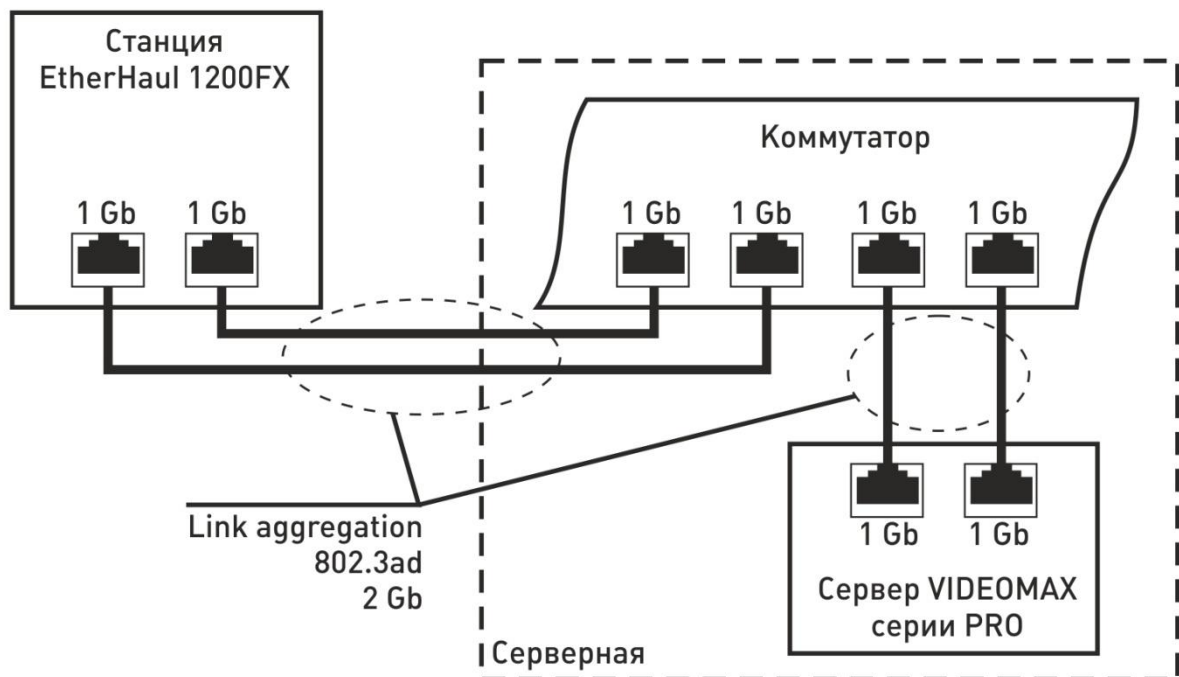 Станция
EtherHaul 1200FX
1 Gb
1 Gb
Коммутатор
1 Gb
1 Gb
1 Gb
1 Gb
Link aggregation
802.3ad
2 Gb
1 Gb
1 Gb
Сервер VIDEOMAX
серии PRO
Серверная